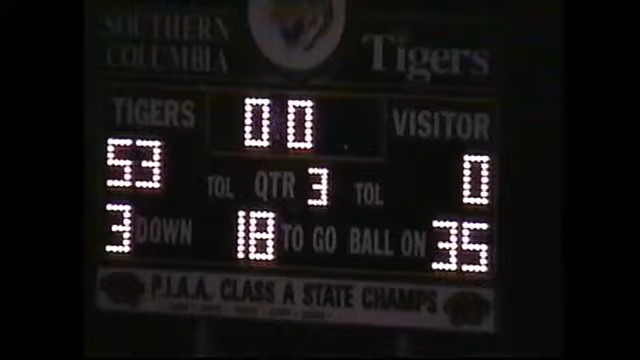 SOUTHERN
COLUMBIA
Tigers
TIGERS 00 VISITOR
53 TOL QTR 3 TOL 0
3 DOWN 18 TO GO BALL ON 35
P.I.A.A. CLASS A STATE CHAMPS